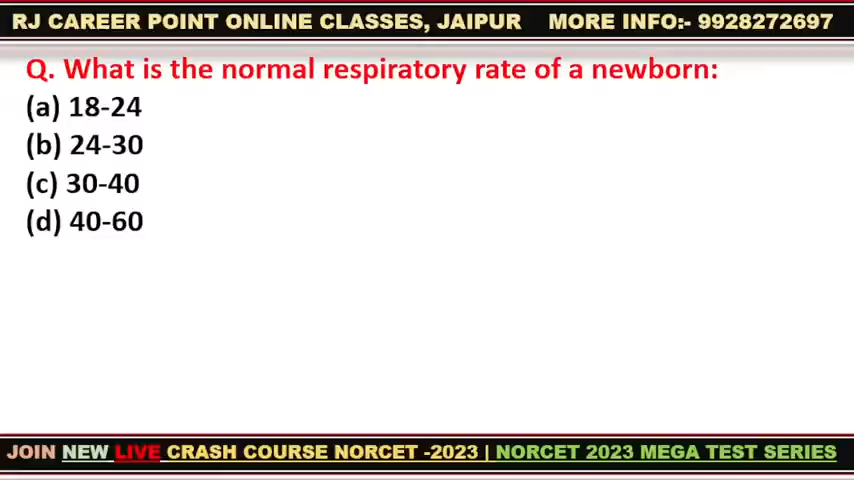 RJ CAREER POINT ONLINE CLASSES, JAIPUR MORE INFO:- 9928272697
Q. What is the normal respiratory rate of a newborn:
(a) 18-24
(b) 24-30
(c) 30-40
(d) 40-60
JOIN NEW LIVE CRASH COURSE NORCET -2023 | NORCET 2023 MEGA TEST SERIES